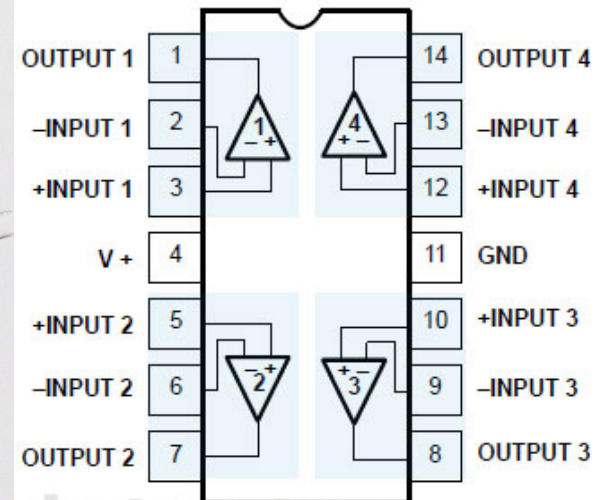 OUTPUT 1 1 14 OUTPUT 4
–INPUT 1 2 1 4 13 –INPUT 4
– + + –
+INPUT 1 3 12 +INPUT 4
V + 4 11 GND
+INPUT 2 5 10 +INPUT 3
– + + –
–INPUT 2 6 2 3 9 –INPUT 3
OUTPUT 2 7 8 OUTPUT 3